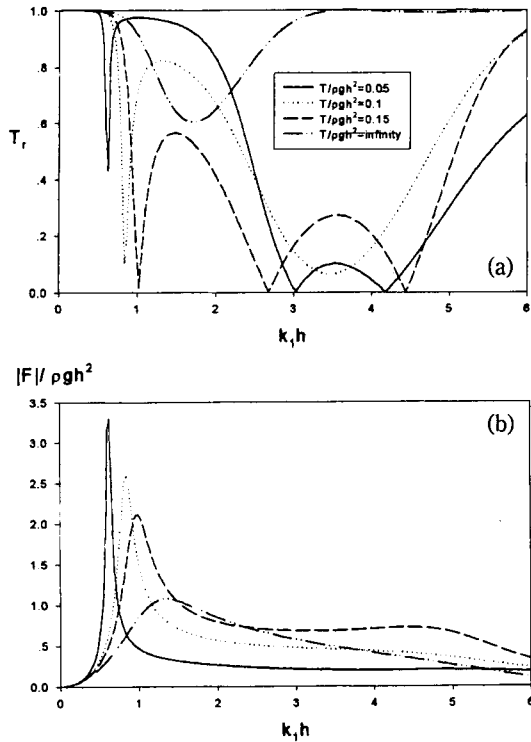 1.0
.8
.6
.4
.2
0.0
T_r
T/ρgh²=0.05
T/ρgh²=0.1
T/ρgh²=0.15
T/ρgh²=infinity
(a)
0 1 2 3 4 5 6
k₁h
|F|/ ρgh²
(b)
3.5
3.0
2.5
2.0
1.5
1.0
.5
0.0
0 1 2 3 4 5 6
k₁h